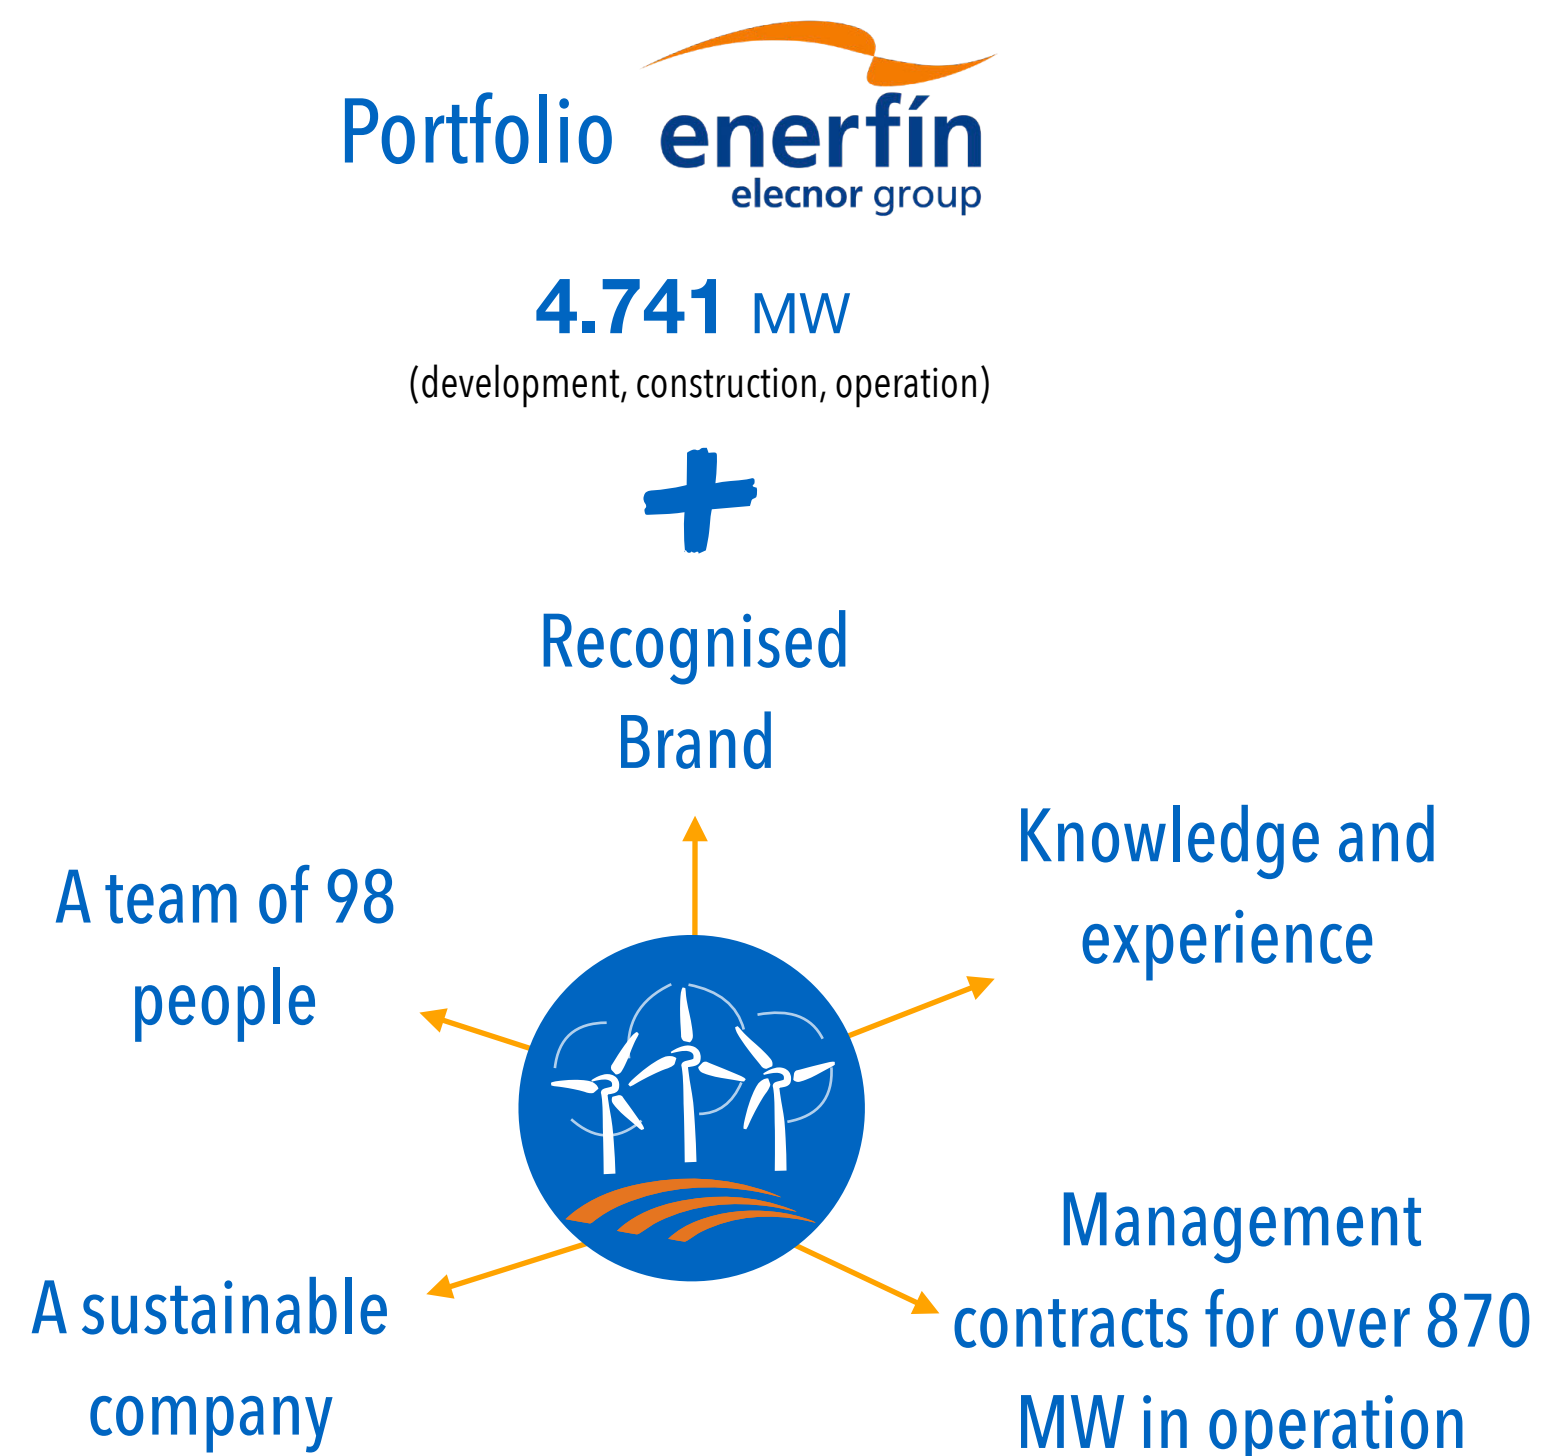 Portfolio enerfín
elecnor group
4.741 MW
(development, construction, operation)
Recognised
Brand
Knowledge and
experience
A team of 98
people
Management
contracts for over 870
MW in operation
A sustainable
company